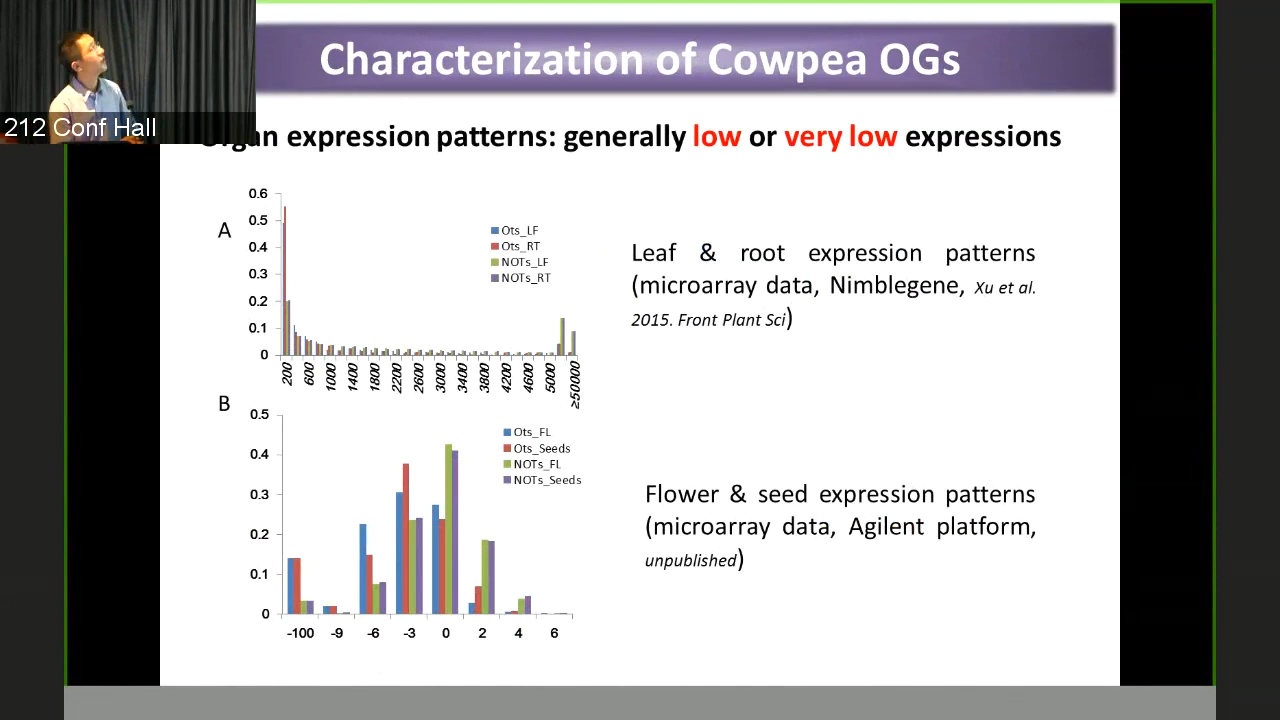 Characterization of Cowpea OGs
212 Conf Hall
Organ expression patterns: generally low or very low expressions
A
0.6
0.5
0.4
0.3
0.2
0.1
0
Ots_LF
Ots_RT
NOTs_LF
NOTs_RT
200
600
1000
1400
1800
2200
2600
3000
3400
3800
4200
4600
5000
≥50000
Leaf & root expression patterns
(microarray data, Nimblegene, Xu et al.
2015. Front Plant Sci)
B
0.5
0.4
0.3
0.2
0.1
0
Ots_FL
Ots_Seeds
NOTs_FL
NOTs_Seeds
-100 -9 -6 -3 0 2 4 6
Flower & seed expression patterns
(microarray data, Agilent platform,
unpublished)